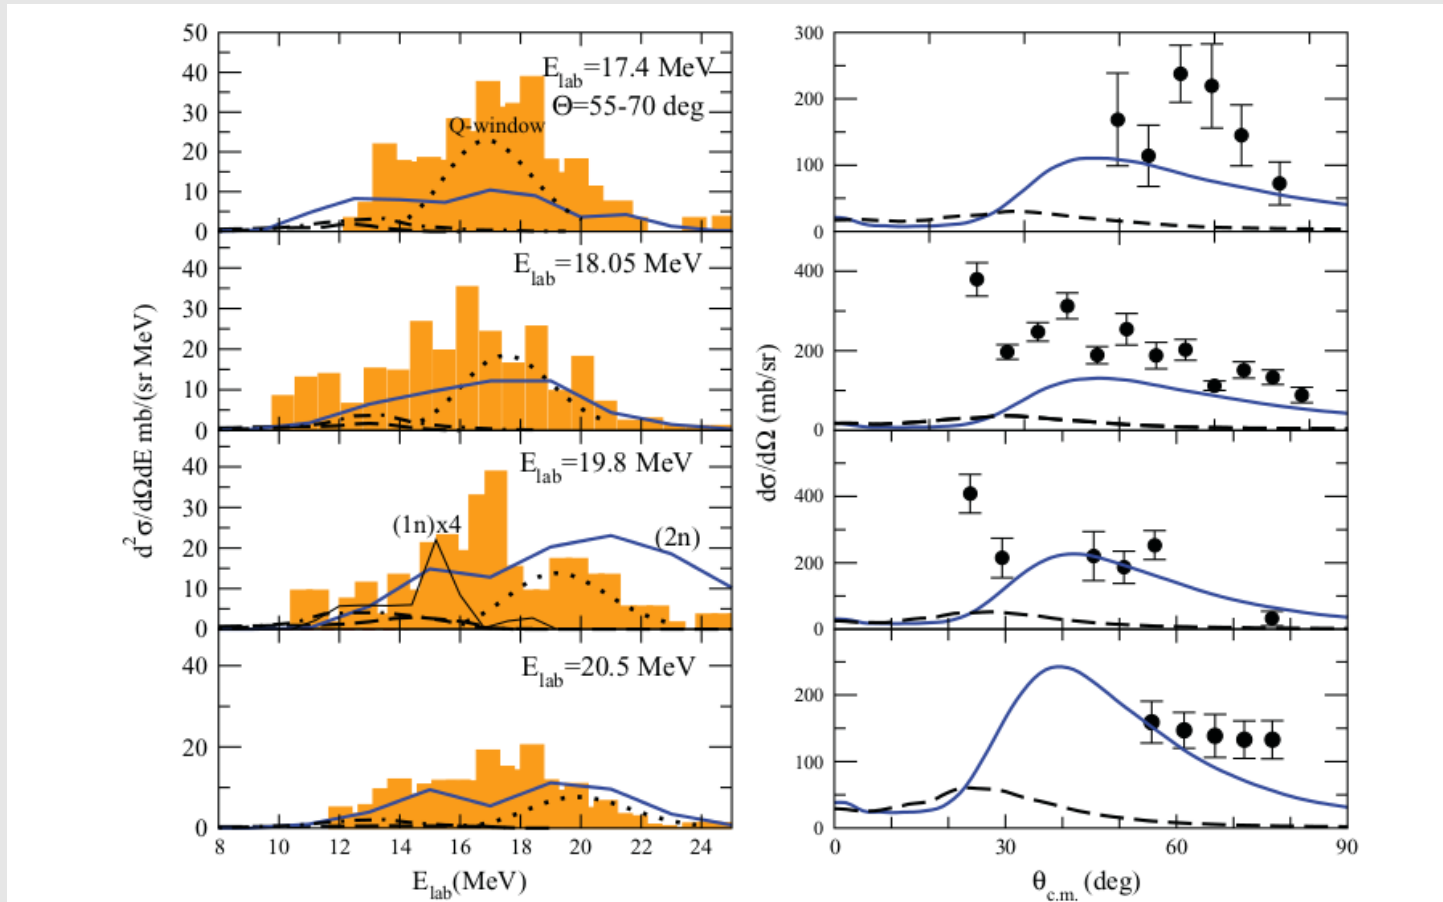 50
40
30
20
10
0
E_lab=17.4 MeV
Θ=55-70 deg
Q-window
40
30
20
10
0
E_lab=18.05 MeV
40
30
20
10
0
E_lab=19.8 MeV
(1n)x4
(2n)
40
20
0
E_lab=20.5 MeV
8 10 12 14 16 18 20 22 24
E_lab(MeV)
d² σ/dΩdE mb/(sr MeV)
300
200
100
0
400
200
0
400
200
0
200
100
0
0 30 60 90
θ_c.m. (deg)
dσ/dΩ (mb/sr)